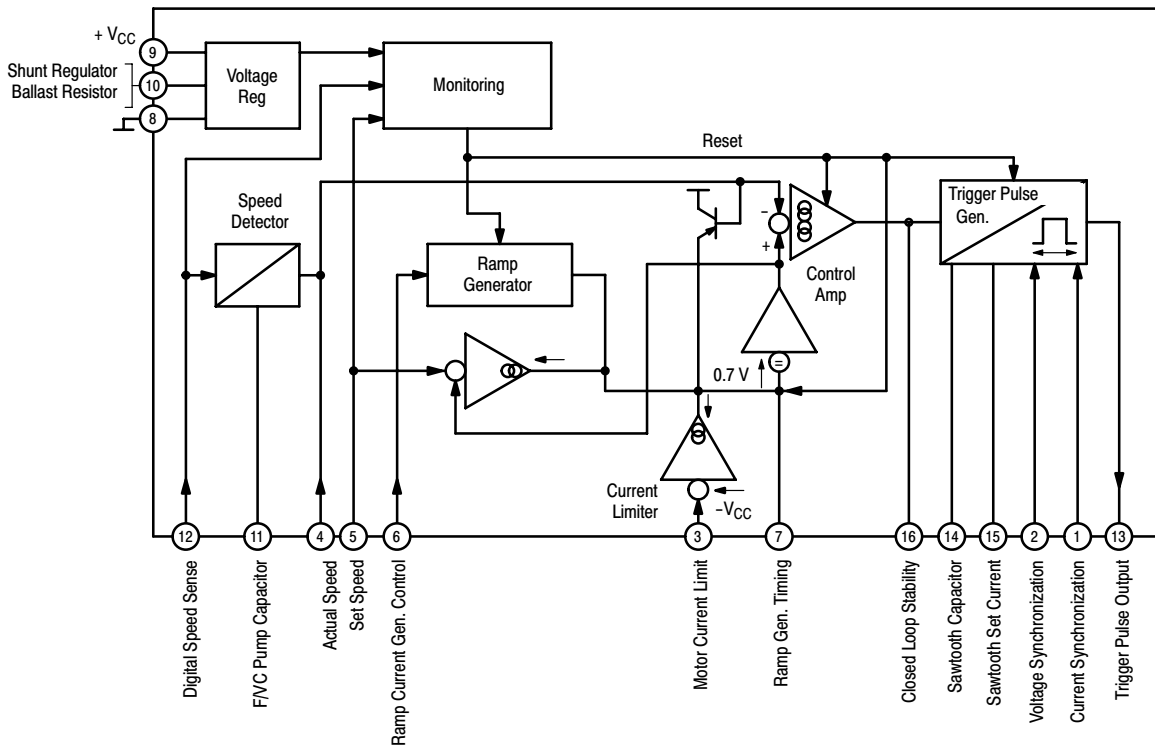 + VCC
9
Shunt Regulator
Ballast Resistor
10
8
Voltage
Reg
Monitoring
Reset
Speed
Detector
Ramp
Generator
-
+
Control
Amp
Trigger Pulse
Gen.
=
0.7 V
Current
Limiter
–VCC
12
11
4
5
6
3
7
16
14
15
2
1
13
Digital Speed Sense
F/VC Pump Capacitor
Actual Speed
Set Speed
Ramp Current Gen. Control
Motor Current Limit
Ramp Gen. Timing
Closed Loop Stability
Sawtooth Capacitor
Sawtooth Set Current
Voltage Synchronization
Current Synchronization
Trigger Pulse Output